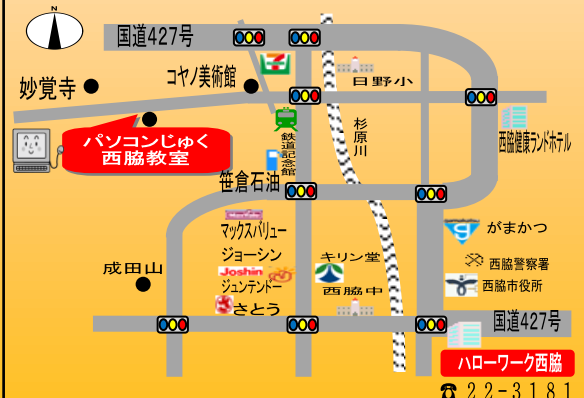 N
国道427号
妙覚寺
コヤノ美術館
7
日野小
パソコンじゅく
西脇教室
鉄道記念館
杉原川
西脇健康ランドホテル
笹倉石油
マックスバリュー
ジョーシン
Joshin
ジュンテンドー
さとう
成田山
キリン堂
西脇中
がまかつ
西脇警察署
西脇市役所
国道427号
ハローワーク西脇
☎22-3181